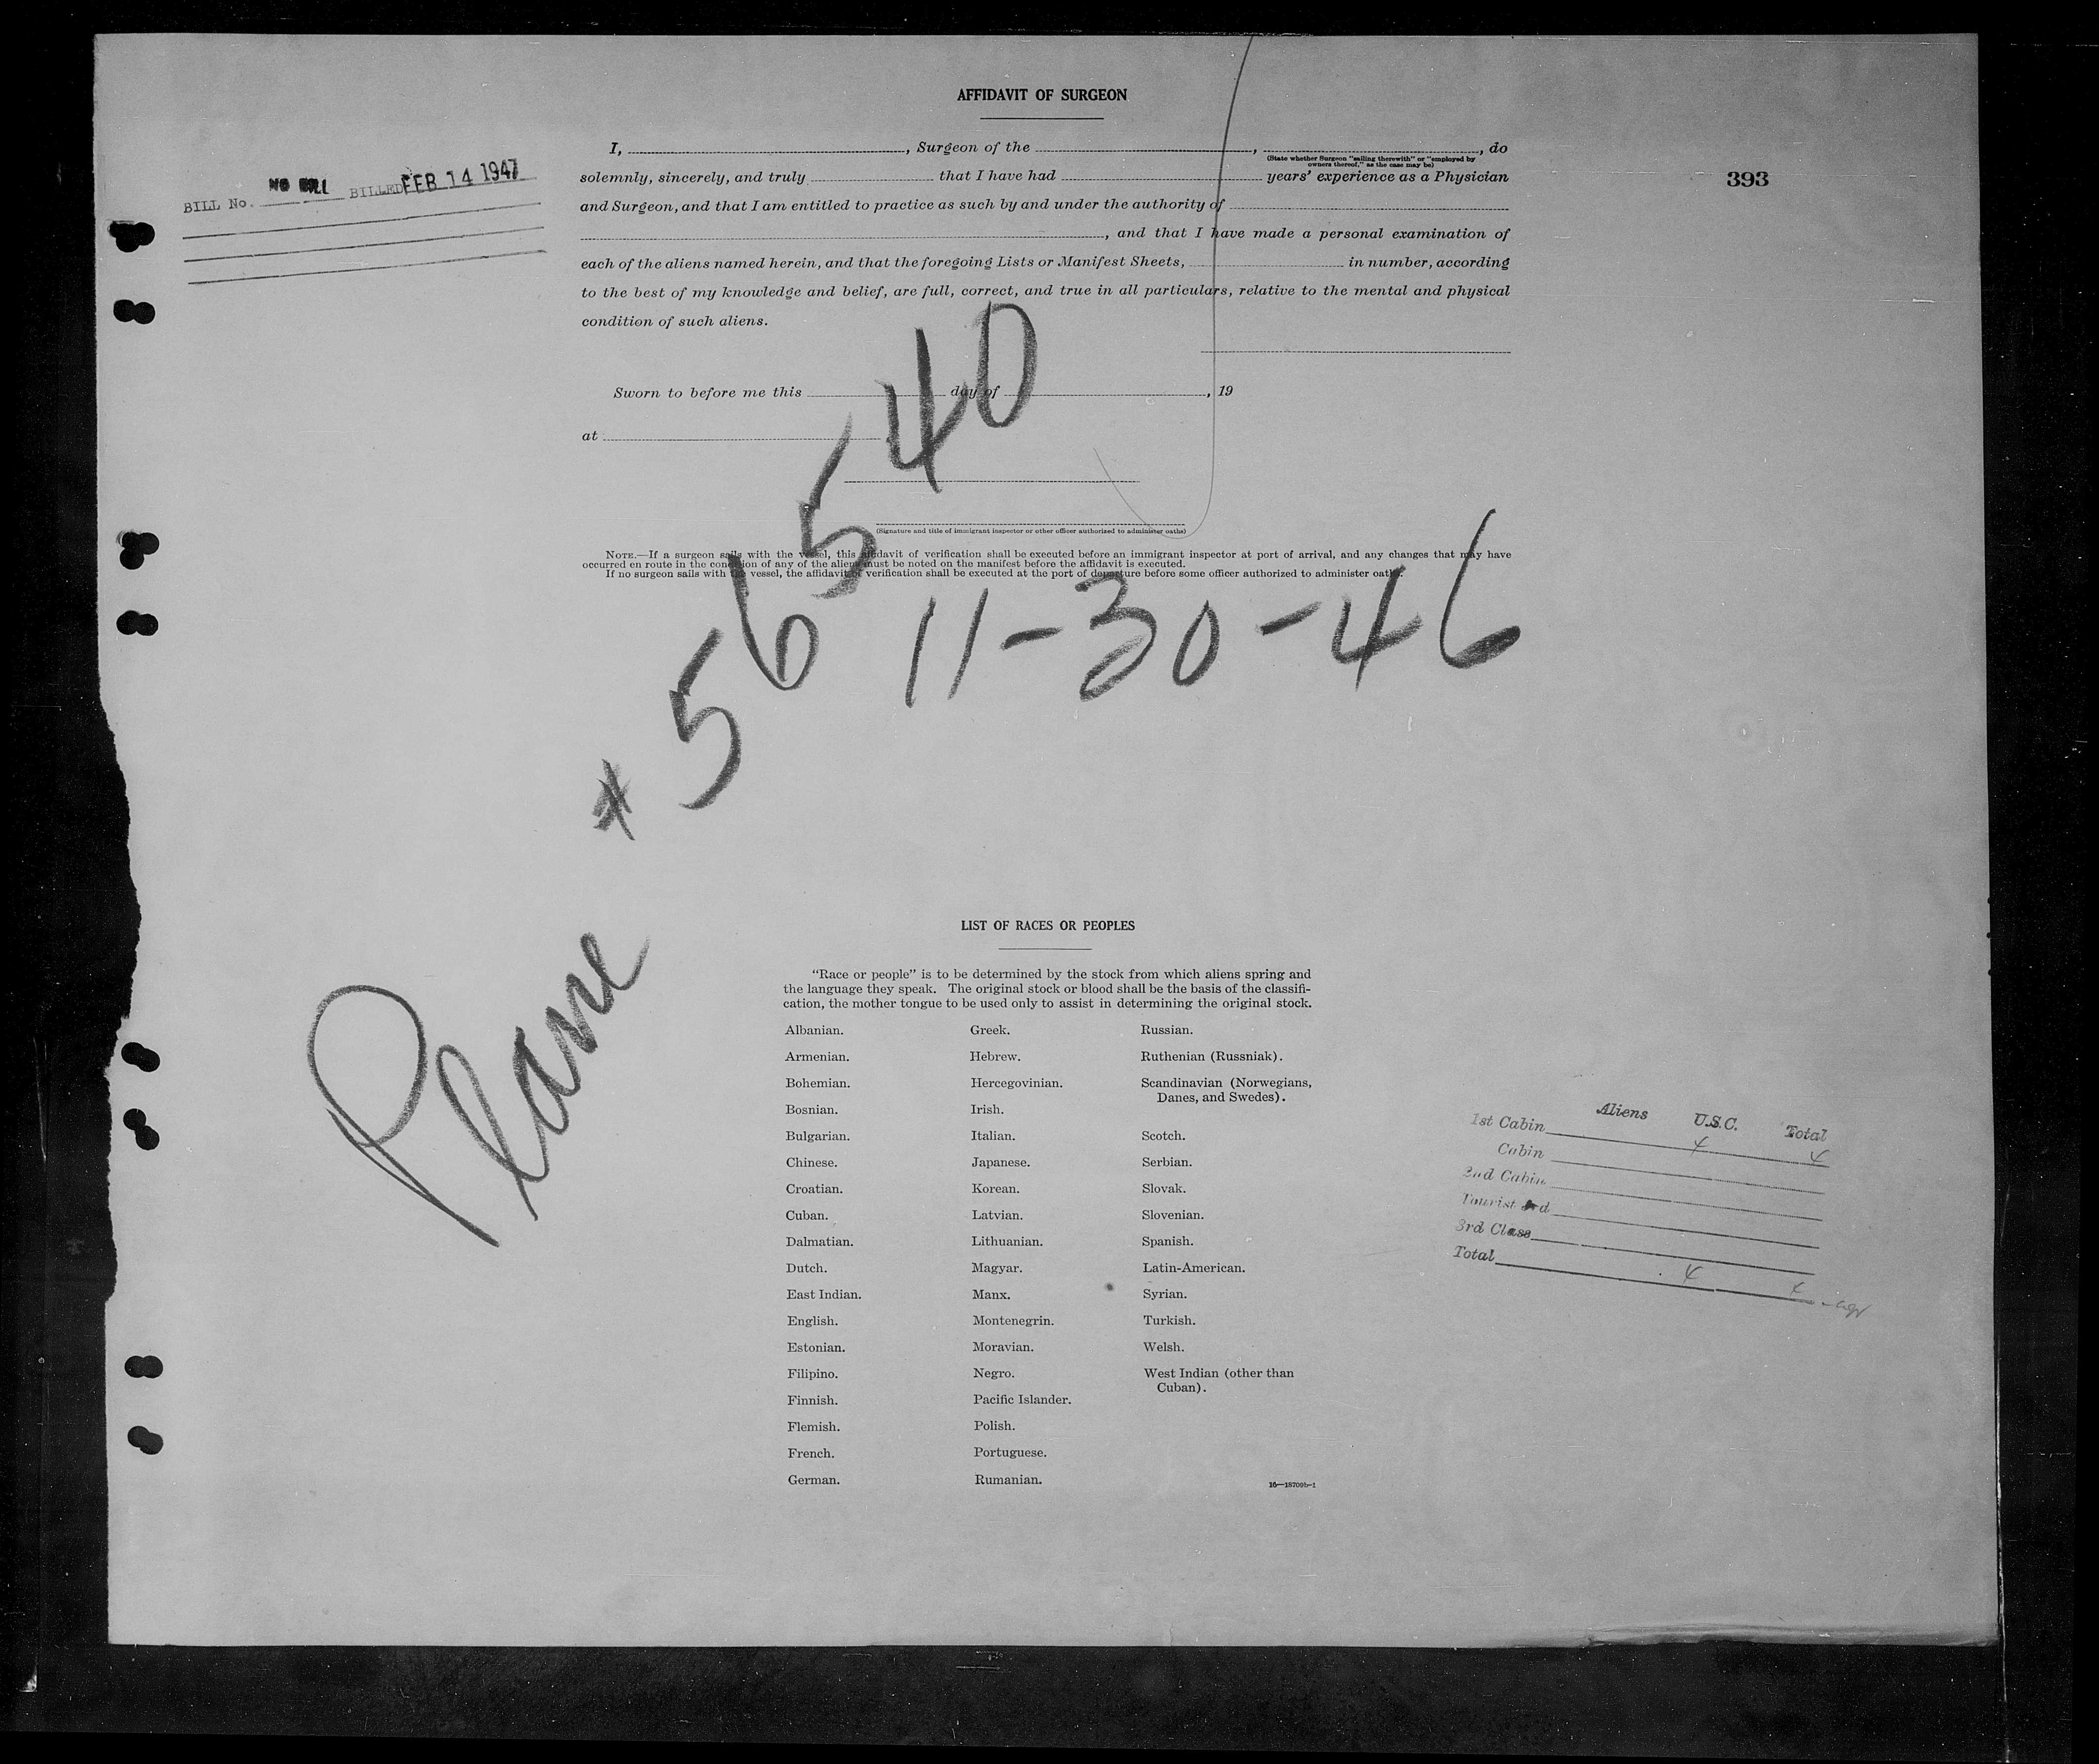 AFFIDAVIT OF SURGEON
I, , Surgeon of the , , do
(State whether Surgeon "sailing therewith" or "employed by
owners thereof," as the case may be)
solemnly, sincerely, and truly that I have had years' experience as a Physician
and Surgeon, and that I am entitled to practice as such by and under the authority of
, and that I have made a personal examination of
each of the aliens named herein, and that the foregoing Lists or Manifest Sheets, in number, according
to the best of my knowledge and belief, are full, correct, and true in all particulars, relative to the mental and physical
condition of such aliens.
Sworn to before me this day of , 19
at
(Signature and title of immigrant inspector or other officer authorized to administer oaths)
NOTE.—If a surgeon sails with the vessel, this affidavit of verification shall be executed before an immigrant inspector at port of arrival, and any changes that may have
occurred en route in the condition of any of the aliens must be noted on the manifest before the affidavit is executed.
If no surgeon sails with the vessel, the affidavit of verification shall be executed at the port of departure before some officer authorized to administer oaths.
BILL No. NO BILL BILLED FEB 14 1947
393
Plane # 56540
11-30-46
LIST OF RACES OR PEOPLES
"Race or people" is to be determined by the stock from which aliens spring and
the language they speak. The original stock or blood shall be the basis of the classifi-
cation, the mother tongue to be used only to assist in determining the original stock.
Albanian.
Armenian.
Bohemian.
Bosnian.
Bulgarian.
Chinese.
Croatian.
Cuban.
Dalmatian.
Dutch.
East Indian.
English.
Estonian.
Filipino.
Finnish.
Flemish.
French.
German.
Greek.
Hebrew.
Hercegovinian.
Irish.
Italian.
Japanese.
Korean.
Latvian.
Lithuanian.
Magyar.
Manx.
Montenegrin.
Moravian.
Negro.
Pacific Islander.
Polish.
Portuguese.
Rumanian.
Russian.
Ruthenian (Russniak).
Scandinavian (Norwegians,
Danes, and Swedes).
Scotch.
Serbian.
Slovak.
Slovenian.
Spanish.
Latin-American.
Syrian.
Turkish.
Welsh.
West Indian (other than
Cuban).
16—18709b-1
Aliens U.S.C. Total
1st Cabin 4 4
Cabin
2nd Cabin
Tourist 3rd
3rd Class
Total 4 4